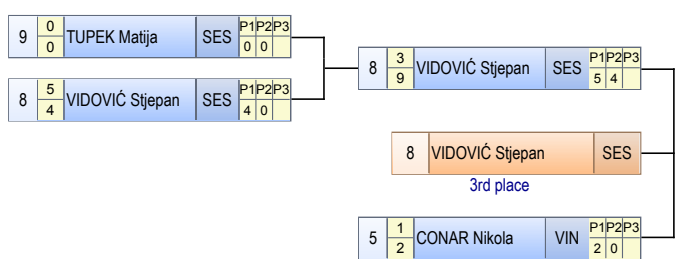 9 0 0 TUPEK Matija SES P1 P2 P3 0 0
8 5 4 VIDOVIĆ Stjepan SES P1 P2 P3 4 0
8 3 9 VIDOVIĆ Stjepan SES P1 P2 P3 5 4
8 VIDOVIĆ Stjepan SES
3rd place
5 1 2 CONAR Nikola VIN P1 P2 P3 2 0